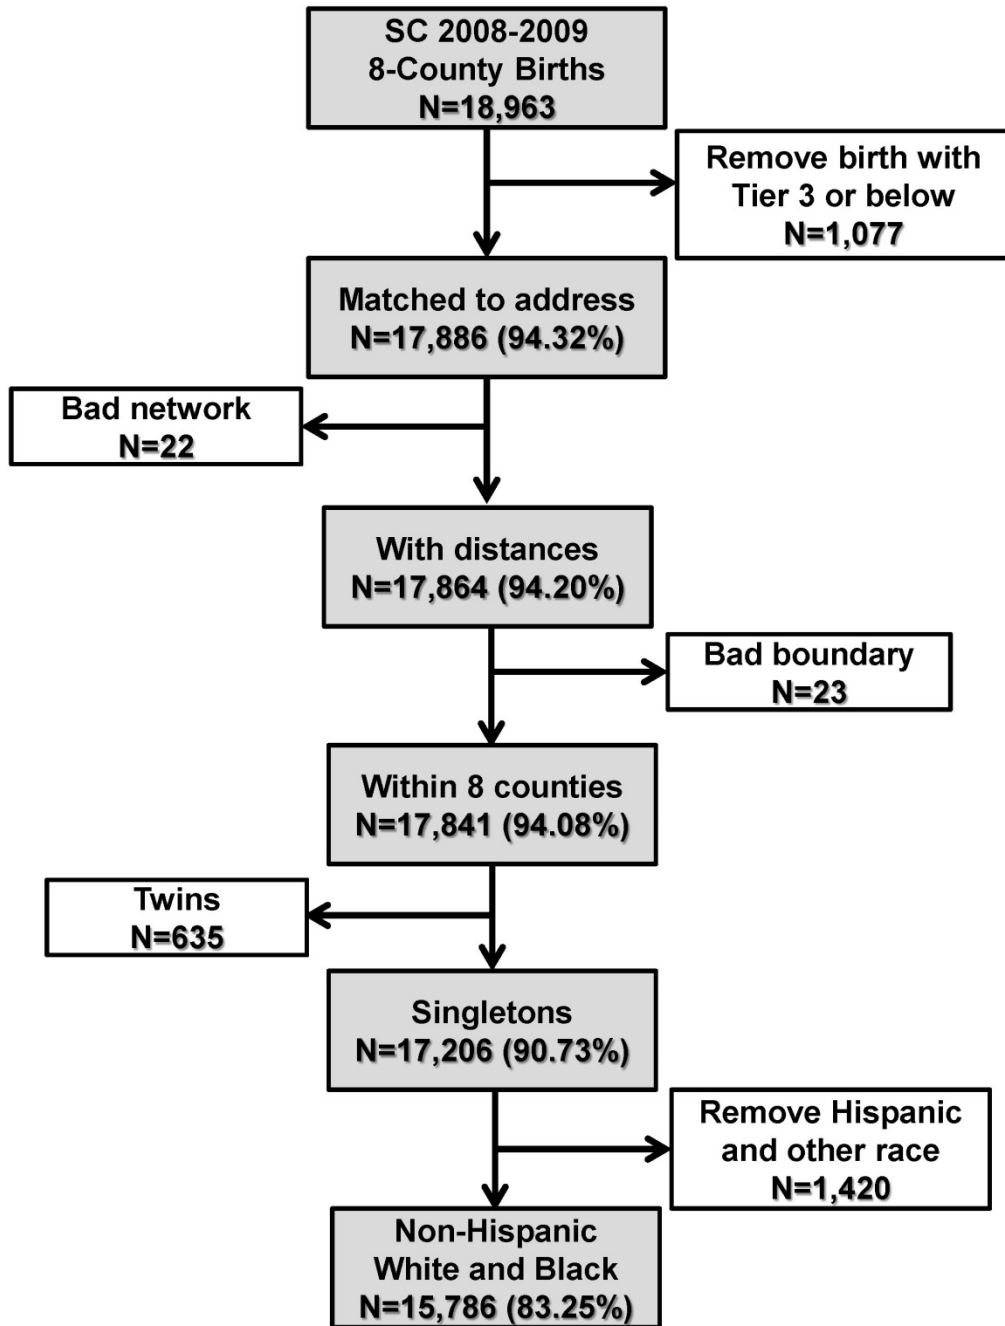 SC 2008-2009
8-County Births
N=18,963
Remove birth with
Tier 3 or below
N=1,077
Matched to address
N=17,886 (94.32%)
Bad network
N=22
With distances
N=17,864 (94.20%)
Bad boundary
N=23
Within 8 counties
N=17,841 (94.08%)
Twins
N=635
Singletons
N=17,206 (90.73%)
Remove Hispanic
and other race
N=1,420
Non-Hispanic
White and Black
N=15,786 (83.25%)